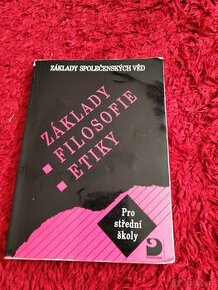 ZÁKLADY SPOLEČENSKÝCH VĚD
ZÁKLADY
FILOSOFIE
ETIKY
Pro
střední
školy